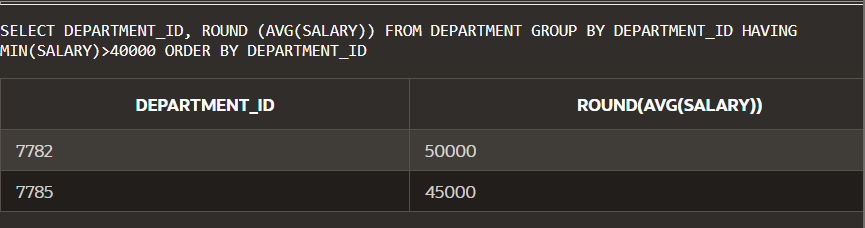 SELECT DEPARTMENT_ID, ROUND (AVG(SALARY)) FROM DEPARTMENT GROUP BY DEPARTMENT_ID HAVING
MIN(SALARY)>40000 ORDER BY DEPARTMENT_ID
DEPARTMENT_ID ROUND(AVG(SALARY))
7782 50000
7785 45000